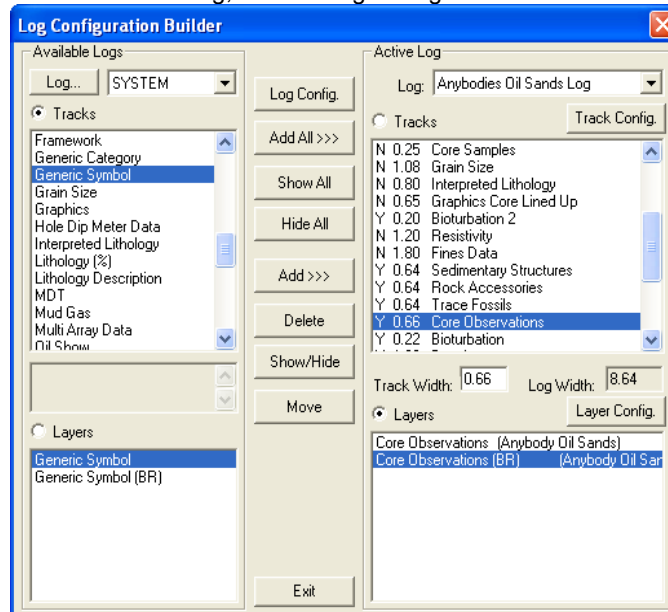 Log Configuration Builder
Available Logs
Log... SYSTEM
Tracks
Framework
Generic Category
Generic Symbol
Grain Size
Graphics
Hole Dip Meter Data
Interpreted Lithology
Lithology (%)
Lithology Description
MDT
Mud Gas
Multi Array Data
Oil Show
Layers
Generic Symbol
Generic Symbol (BR)
Log Config.
Add All >>>
Show All
Hide All
Add >>>
Delete
Show/Hide
Move
Exit
Active Log
Log: Anybodies Oil Sands Log
Tracks Track Config.
N 0.25 Core Samples
N 1.08 Grain Size
N 0.80 Interpreted Lithology
N 0.65 Graphics Core Lined Up
Y 0.20 Bioturbation 2
N 1.20 Resistivity
N 1.80 Fines Data
Y 0.64 Sedimentary Structures
Y 0.64 Rock Accessories
Y 0.64 Trace Fossils
Y 0.66 Core Observations
Y 0.22 Bioturbation
Track Width: 0.66 Log Width: 8.64
Layers Layer Config.
Core Observations (Anybody Oil Sands)
Core Observations (BR) (Anybody Oil San